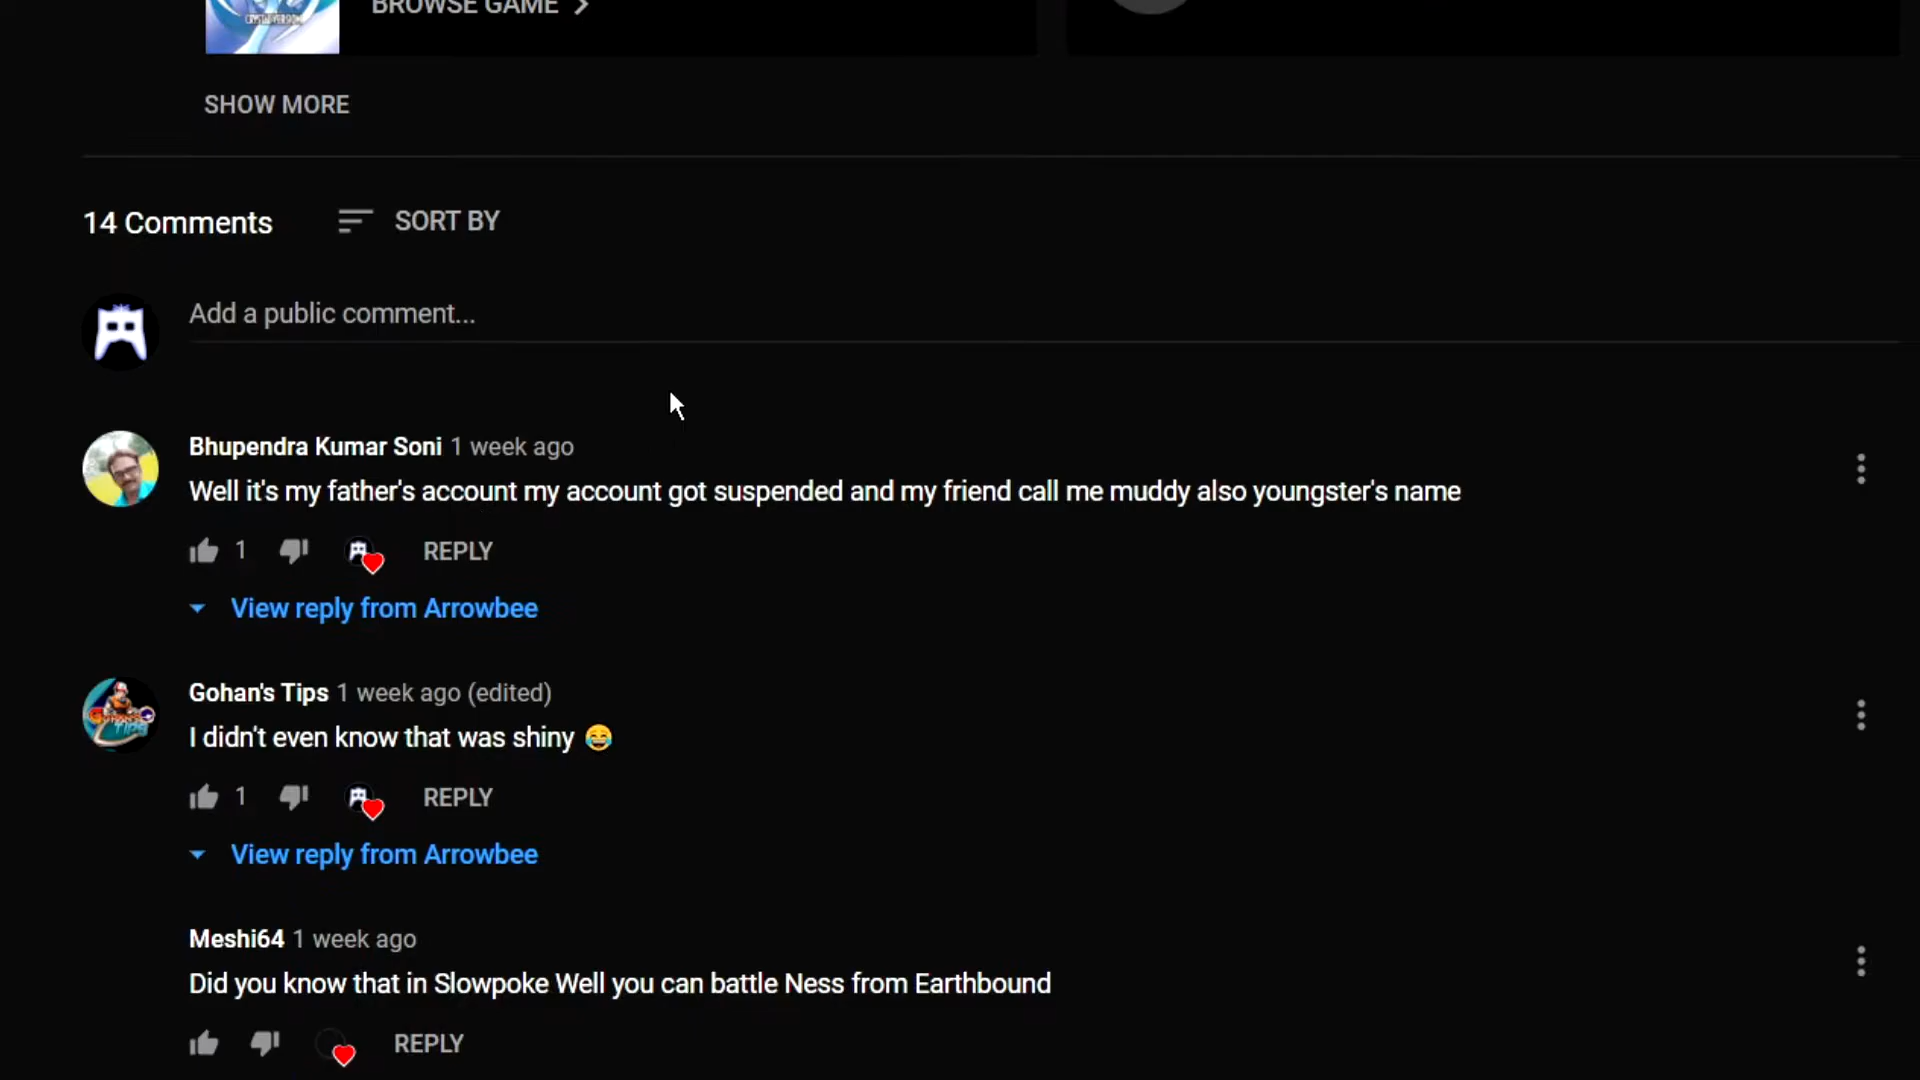 BROWSE GAME
CRYSTAL VERSION
SHOW MORE
14 Comments
SORT BY
Add a public comment...
Bhupendra Kumar Soni 1 week ago
Well it's my father's account my account got suspended and my friend call me muddy also youngster's name
1
REPLY
View reply from Arrowbee
Gohan's Tips 1 week ago (edited)
I didn't even know that was shiny 😂
1
REPLY
View reply from Arrowbee
Meshi64 1 week ago
Did you know that in Slowpoke Well you can battle Ness from Earthbound
REPLY